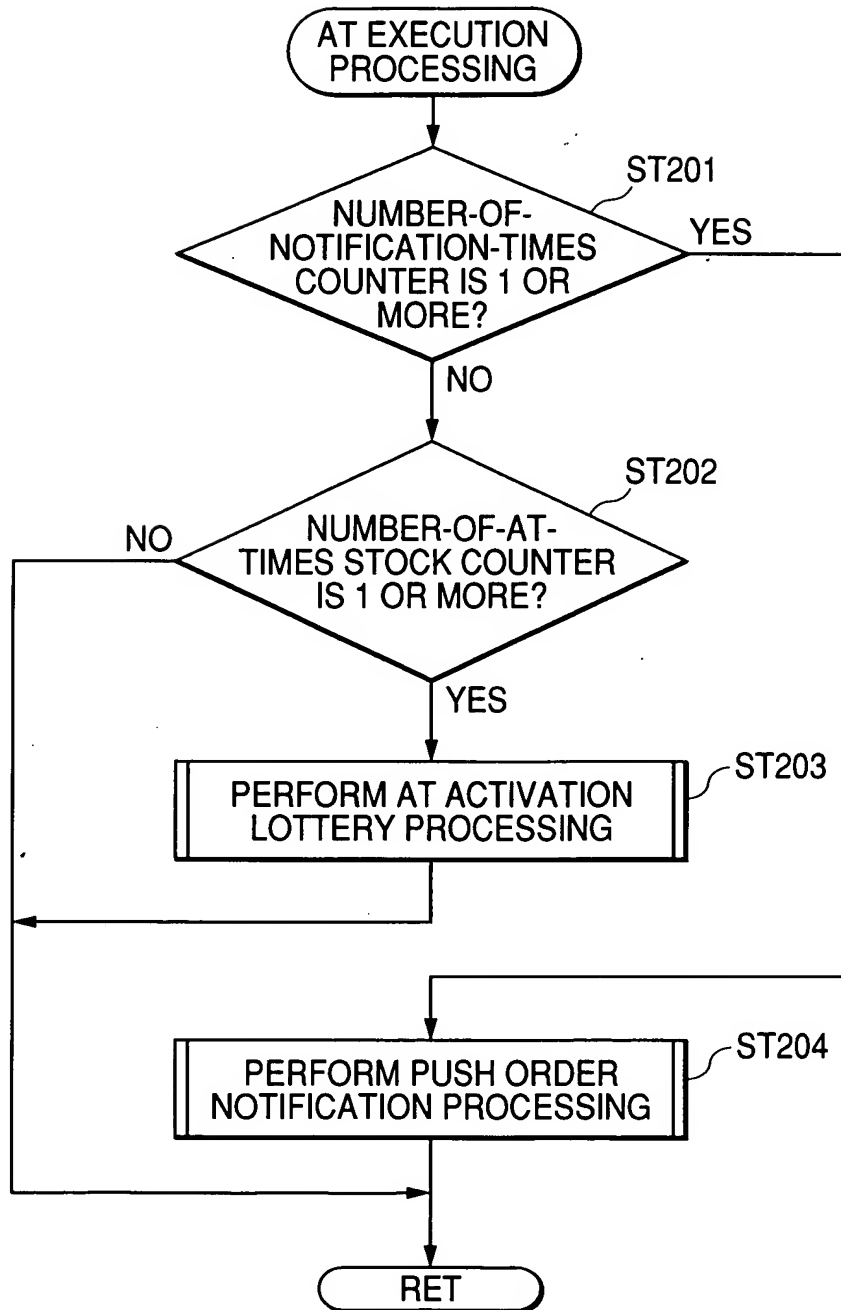 AT EXECUTION
PROCESSING
ST201
NUMBER-OF-
NOTIFICATION-TIMES
COUNTER IS 1 OR
MORE?
YES
NO
ST202
NUMBER-OF-AT-
TIMES STOCK COUNTER
IS 1 OR MORE?
NO
YES
ST203
PERFORM AT ACTIVATION
LOTTERY PROCESSING
ST204
PERFORM PUSH ORDER
NOTIFICATION PROCESSING
RET